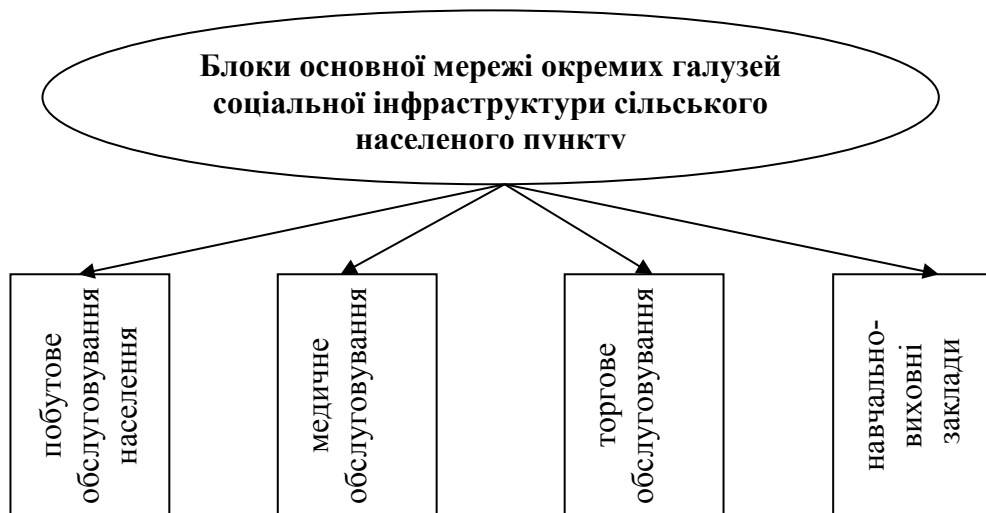 Блоки основної мережі окремих галузей
соціальної інфраструктури сільського
населеного пункту
побутове
обслуговування
населення
медичне
обслуговування
торгове
обслуговування
навчально-
виховні
заклади